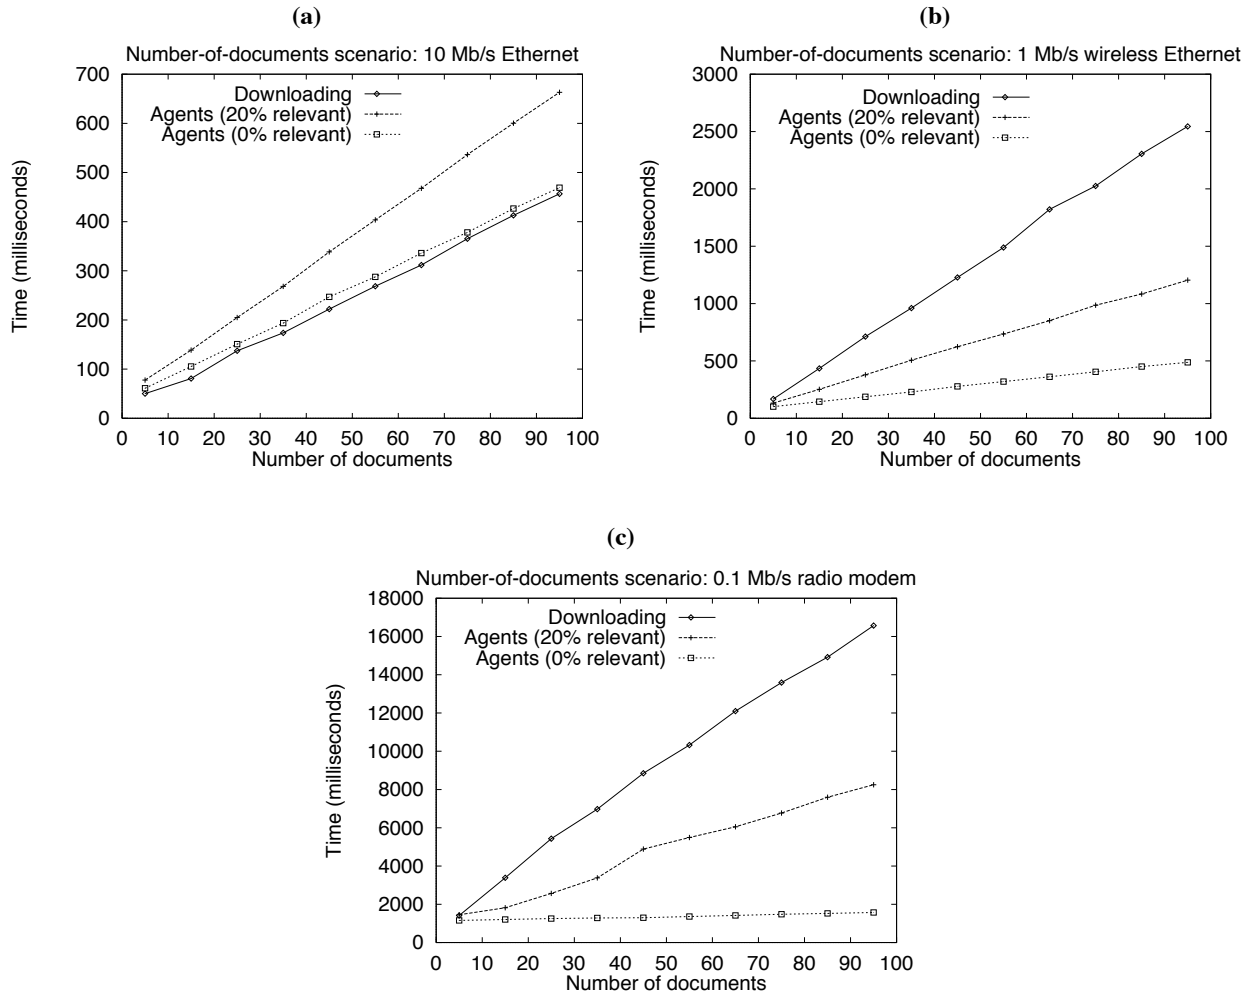 (a)
Number-of-documents scenario: 10 Mb/s Ethernet
700
600
500
400
300
200
100
0
Time (milliseconds)
Downloading
Agents (20% relevant)
Agents (0% relevant)
0 10 20 30 40 50 60 70 80 90 100
Number of documents
(b)
Number-of-documents scenario: 1 Mb/s wireless Ethernet
3000
2500
2000
1500
1000
500
0
Time (milliseconds)
Downloading
Agents (20% relevant)
Agents (0% relevant)
0 10 20 30 40 50 60 70 80 90 100
Number of documents
(c)
Number-of-documents scenario: 0.1 Mb/s radio modem
18000
16000
14000
12000
10000
8000
6000
4000
2000
0
Time (milliseconds)
Downloading
Agents (20% relevant)
Agents (0% relevant)
0 10 20 30 40 50 60 70 80 90 100
Number of documents